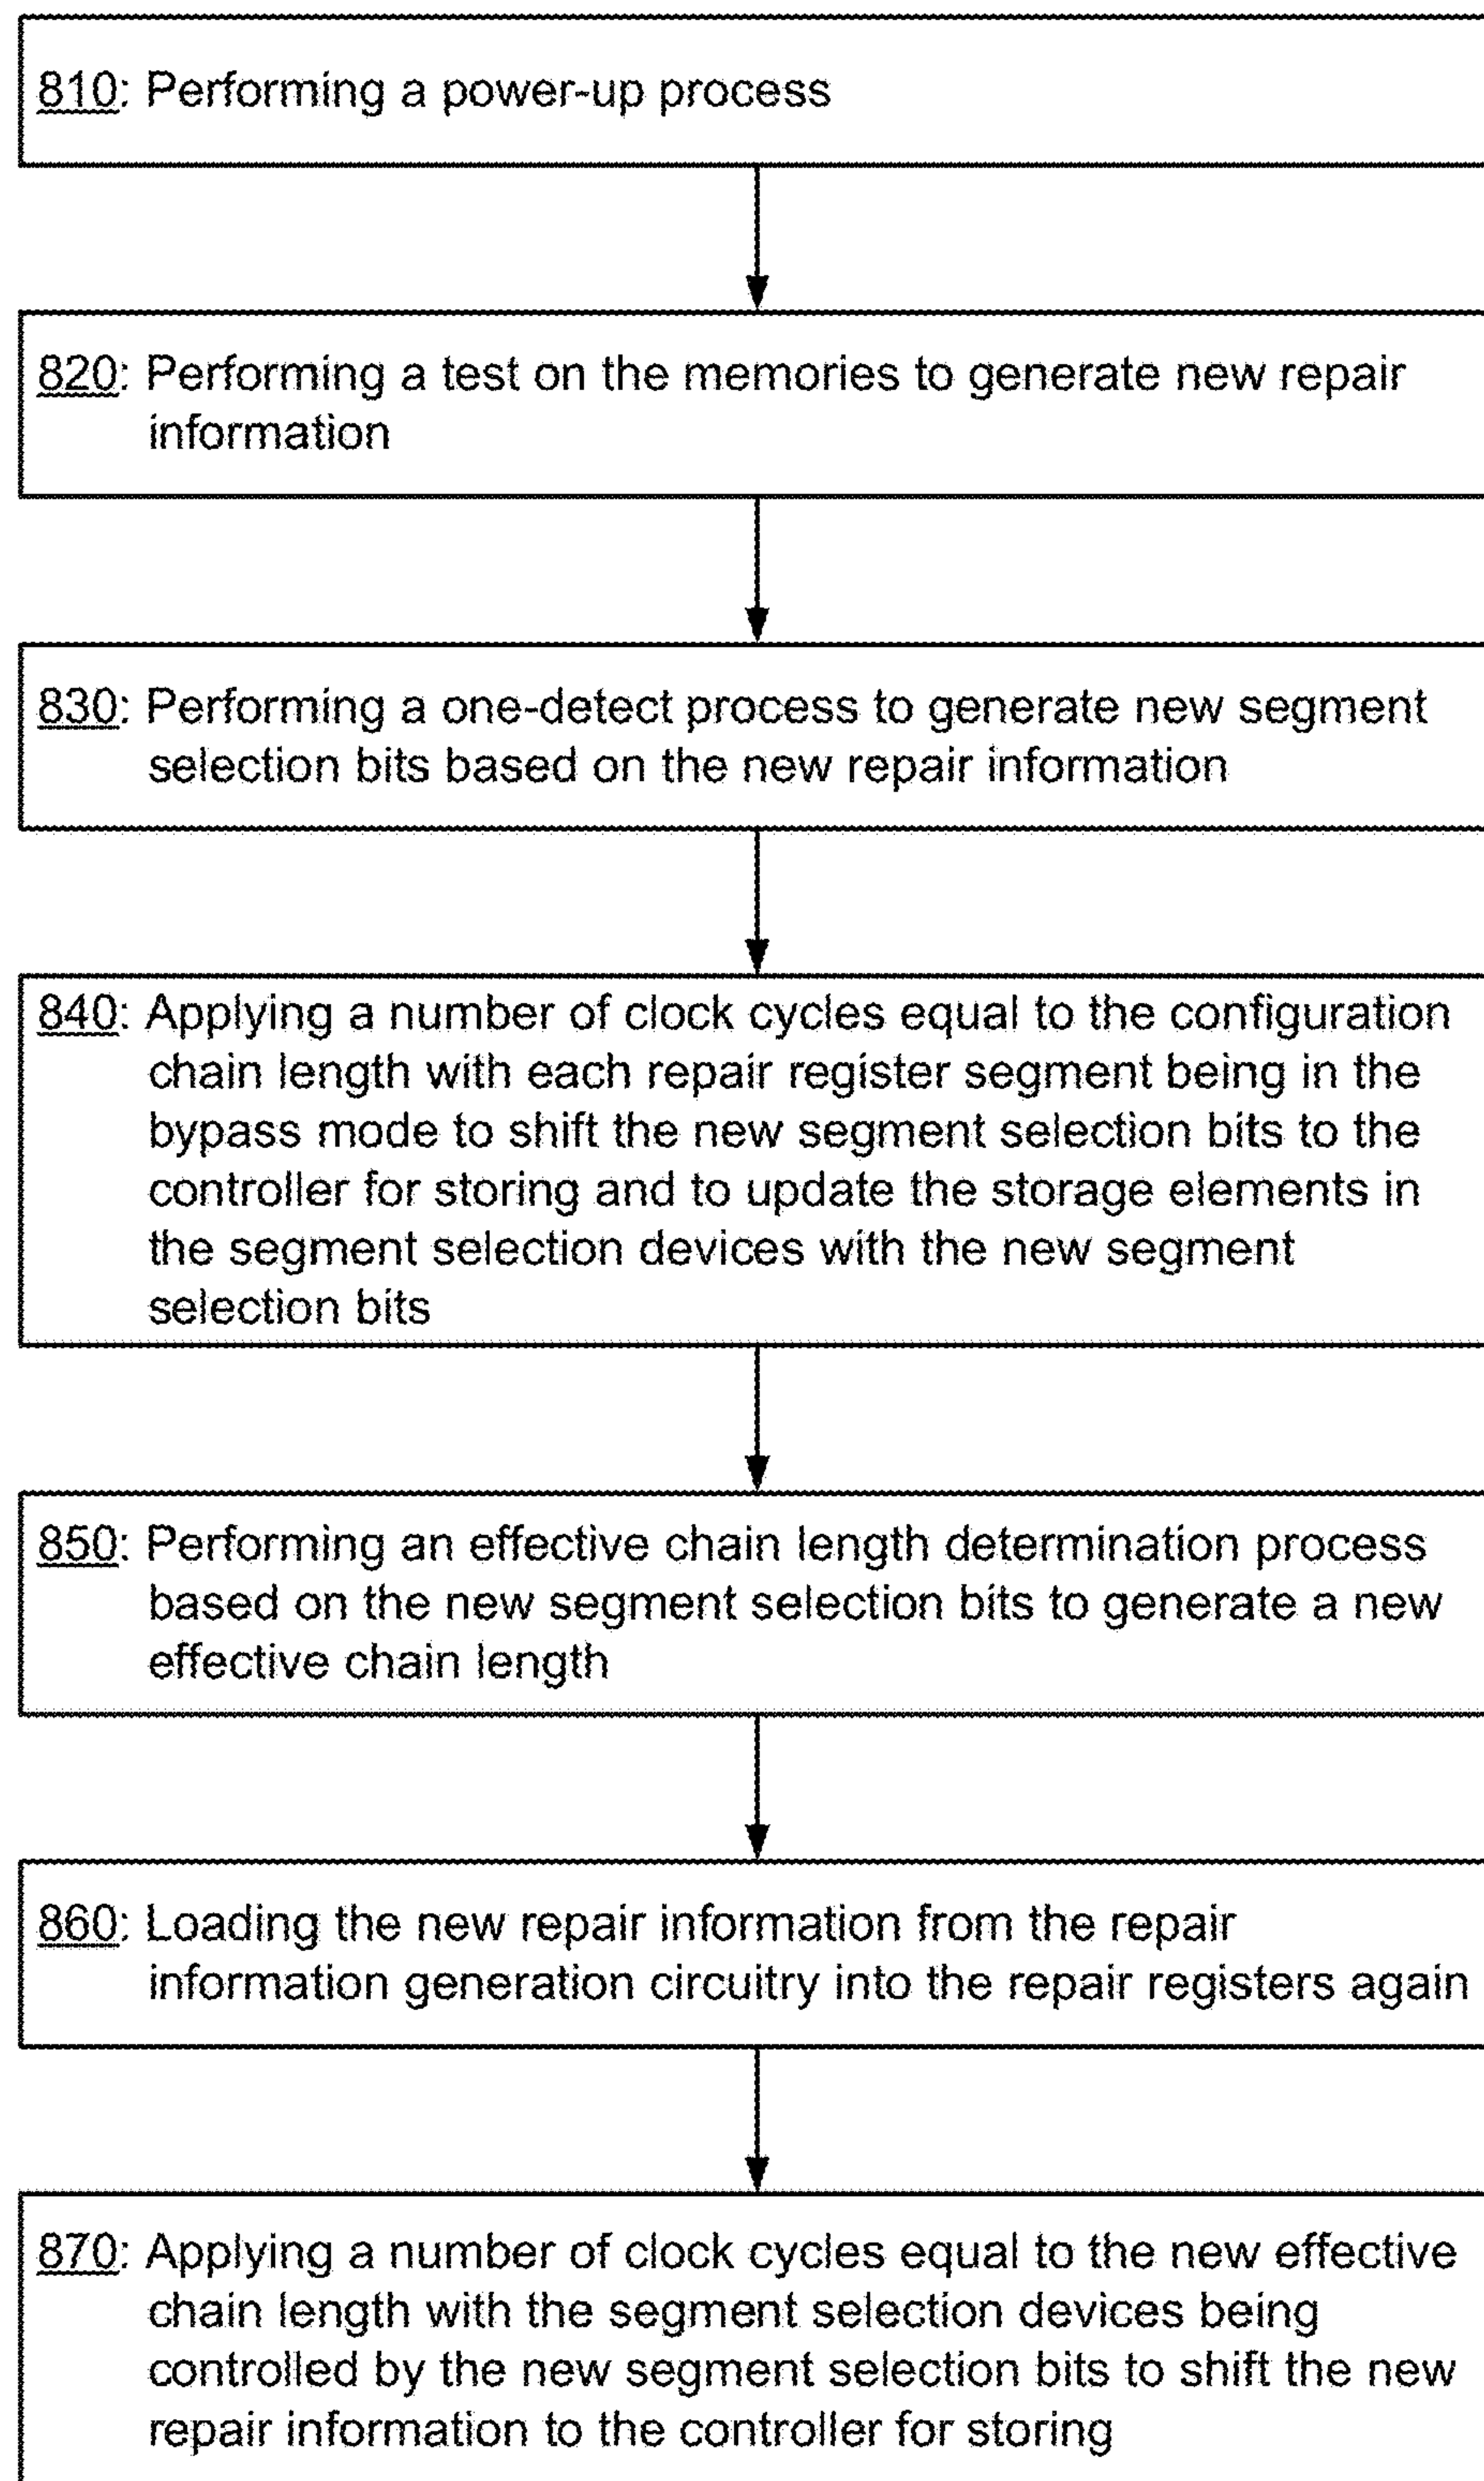 810: Performing a power-up process
820: Performing a test on the memories to generate new repair
information
830: Performing a one-detect process to generate new segment
selection bits based on the new repair information
840: Applying a number of clock cycles equal to the configuration
chain length with each repair register segment being in the
bypass mode to shift the new segment selection bits to the
controller for storing and to update the storage elements in
the segment selection devices with the new segment
selection bits
850: Performing an effective chain length determination process
based on the new segment selection bits to generate a new
effective chain length
860: Loading the new repair information from the repair
information generation circuitry into the repair registers again
870: Applying a number of clock cycles equal to the new effective
chain length with the segment selection devices being
controlled by the new segment selection bits to shift the new
repair information to the controller for storing